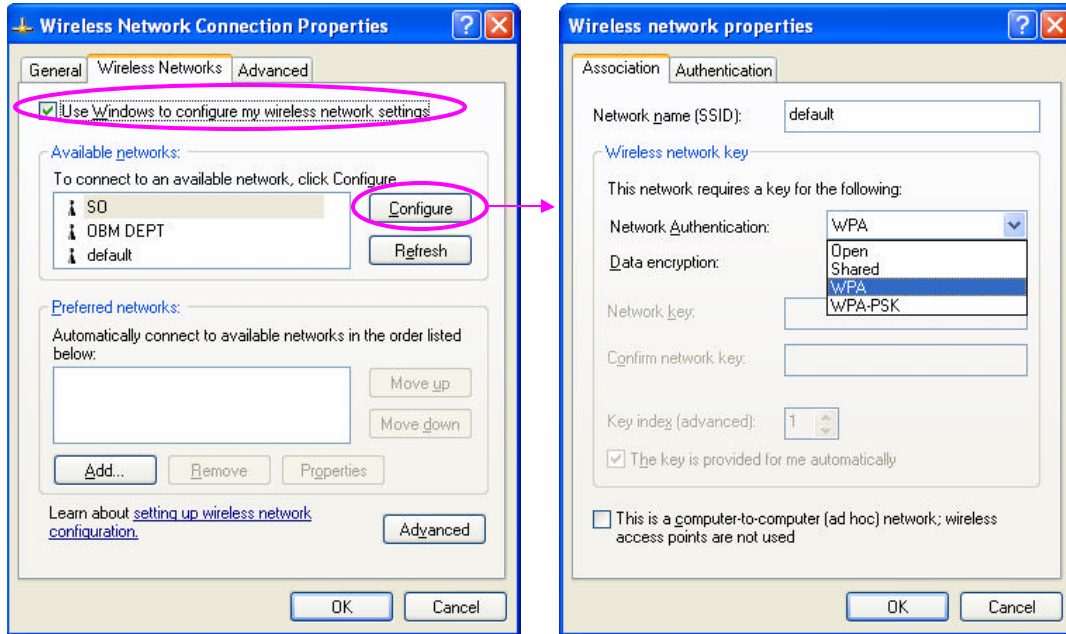 Wireless Network Connection Properties
General Wireless Networks Advanced
Use Windows to configure my wireless network settings
Available networks:
To connect to an available network, click Configure.
SO
OBM DEPT
default
Configure
Refresh
Preferred networks:
Automatically connect to available networks in the order listed
below:
Move up
Move down
Add... Remove Properties
Learn about setting up wireless network
configuration.
Advanced
OK Cancel
Wireless network properties
Association Authentication
Network name (SSID): default
Wireless network key
This network requires a key for the following:
Network Authentication: WPA
Open
Shared
WPA
WPA-PSK
Data encryption:
Network key:
Confirm network key:
Key index (advanced): 1
The key is provided for me automatically
This is a computer-to-computer (ad hoc) network; wireless
access points are not used
OK Cancel